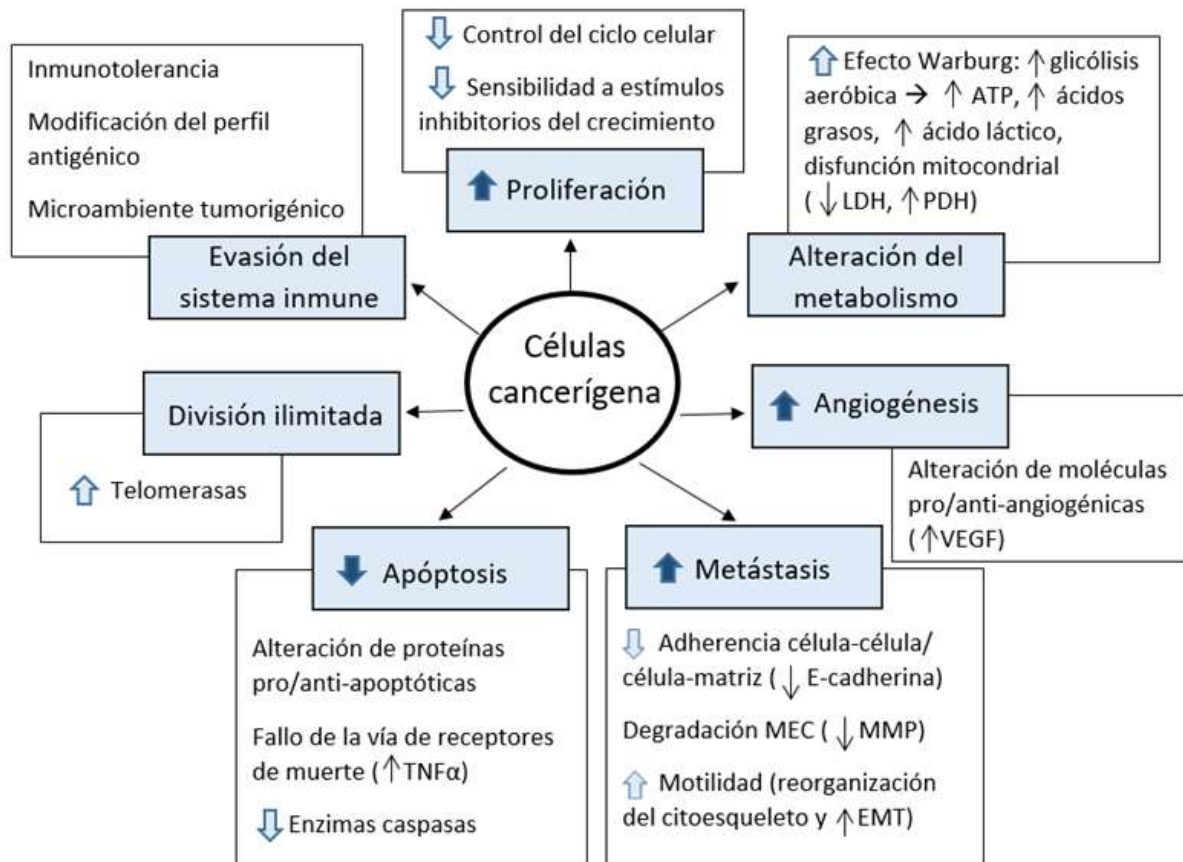 Inmunotolerancia
Modificación del perfil
antigénico
Microambiente tumorigénico
Evasión del
sistema inmune
⇩ Control del ciclo celular
⇩ Sensibilidad a estímulos
inhibitorios del crecimiento
⬆ Proliferación
⇧ Efecto Warburg: ↑ glicólisis
aeróbica → ↑ ATP, ↑ ácidos
grasos, ↑ ácido láctico,
disfunción mitocondrial
( ↓ LDH, ↑ PDH)
Alteración del
metabolismo
Células
cancerígena
División ilimitada
⇧ Telomerasas
⬆ Angiogénesis
Alteración de moléculas
pro/anti-angiogénicas
( ↑ VEGF)
⬇ Apóptosis
Alteración de proteínas
pro/anti-apoptóticas
Fallo de la vía de receptores
de muerte ( ↑ TNFα)
⇩ Enzimas caspasas
⬆ Metástasis
⇩ Adherencia célula-célula/
célula-matriz ( ↓ E-cadherina)
Degradación MEC ( ↓ MMP)
⇧ Motilidad (reorganización
del citoesqueleto y ↑ EMT)